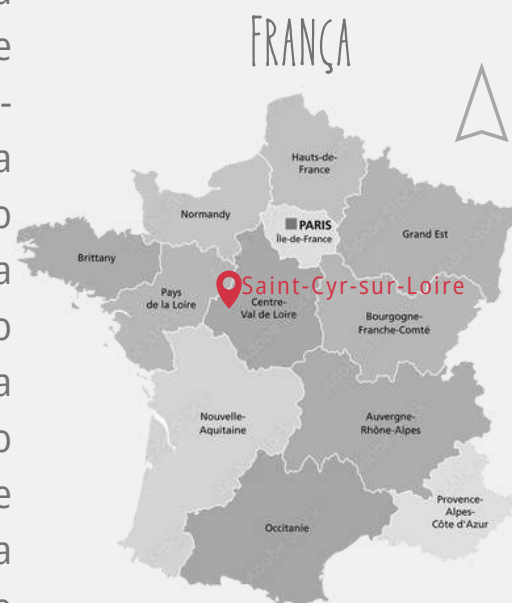 FRANÇA
Hauts-de-
France
Normandy
PARIS
Île-de-France
Grand Est
Brittany
Pays
de la Loire
Saint-Cyr-sur-Loire
Centre-
Val de Loire
Bourgogne-
Franche-Comté
Nouvelle-
Aquitaine
Auvergne-
Rhône-Alpes
Provence-
Alpes-
Côte d'Azur
Occitanie
e
-
a
o
a
o
a
o
e
a